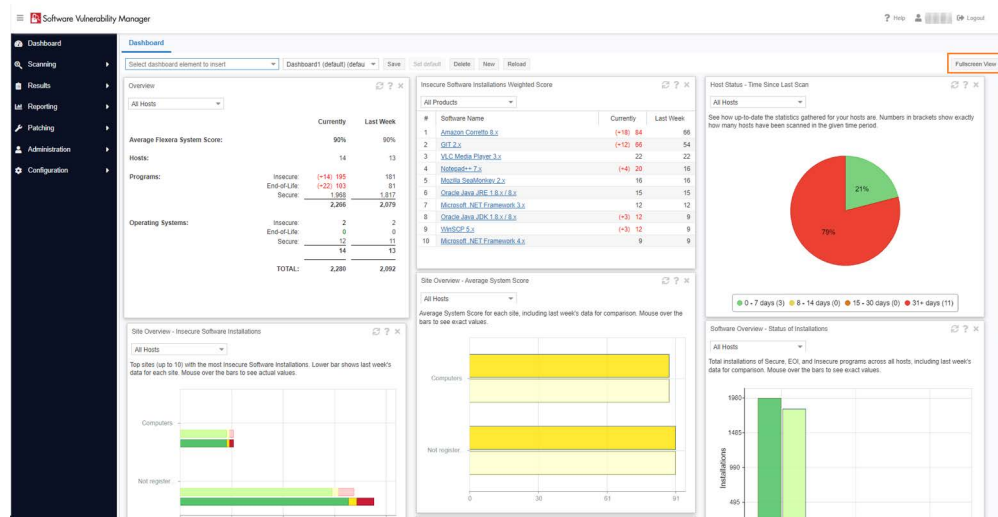 Software Vulnerability Manager
Help
Logout
Dashboard
Scanning
Results
Reporting
Patching
Administration
Configuration
Dashboard
Select dashboard element to insert
Dashboard1 (default) (defau
Save
Set default
Delete
New
Reload
Fullscreen View
Overview
All Hosts
Currently Last Week
Average Flexera System Score: 90% 90%
Hosts: 14 13
Programs: Insecure: (+14) 195 181
End-of-Life: (+22) 103 81
Secure: 1,968 1,817
2,266 2,079
Operating Systems: Insecure: 2 2
End-of-Life: 0 0
Secure: 12 11
14 13
TOTAL: 2,280 2,092
Insecure Software Installations Weighted Score
All Products
# Software Name Currently Last Week
1 Amazon Corretto 8.x (+18) 84 66
2 GIT 2.x (+12) 66 54
3 VLC Media Player 3.x 22 22
4 Notepad++ 7.x (+4) 20 16
5 Mozilla SeaMonkey 2.x 16 16
6 Oracle Java JRE 1.8.x / 8.x 15 15
7 Microsoft .NET Framework 3.x 12 12
8 Oracle Java JDK 1.8.x / 8.x (+3) 12 9
9 WinSCP 5.x (+3) 12 9
10 Microsoft .NET Framework 4.x 9 9
Host Status - Time Since Last Scan
All Hosts
See how up-to-date the statistics gathered for your hosts are. Numbers in brackets show exactly
how many hosts have been scanned in the given time period.
21%
79%
0 - 7 days (3) 8 - 14 days (0) 15 - 30 days (0) 31+ days (11)
Site Overview - Insecure Software Installations
All Hosts
Top sites (up to 10) with the most Insecure Software Installations. Lower bar shows last week's
data for each site. Mouse over the bars to see actual values.
Computers
Not register
Site Overview - Average System Score
All Hosts
Average System Score for each site, including last week's data for comparison. Mouse over the
bars to see exact values.
Computers
Not register
0 30 61 91
Software Overview - Status of Installations
All Hosts
Total installations of Secure, EOL, and Insecure programs across all hosts, including last week's
data for comparison. Mouse over the bars to see exact values.
Installations
1980
1485
990
495